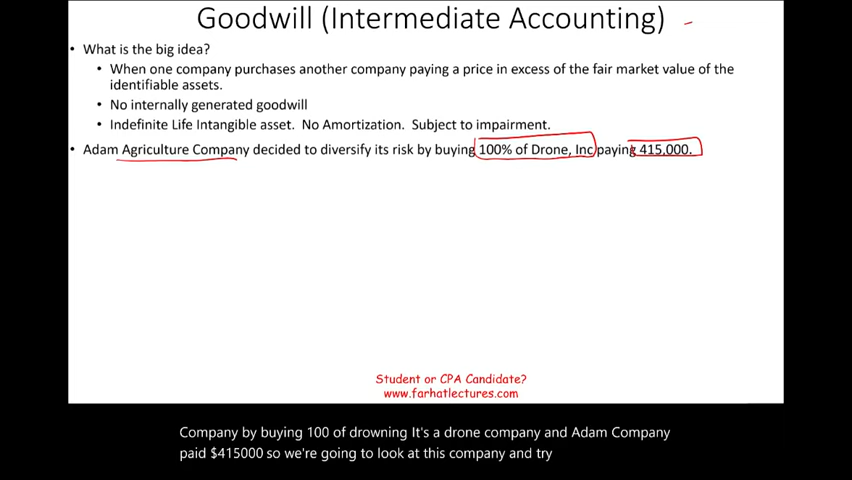 Goodwill (Intermediate Accounting)
• What is the big idea?
• When one company purchases another company paying a price in excess of the fair market value of the
identifiable assets.
• No internally generated goodwill
• Indefinite Life Intangible asset. No Amortization. Subject to impairment.
• Adam Agriculture Company decided to diversify its risk by buying 100% of Drone, Inc paying 415,000.
Student or CPA Candidate?
www.farhatlectures.com
Company by buying 100 of drowning It's a drone company and Adam Company
paid $415000 so we're going to look at this company and try